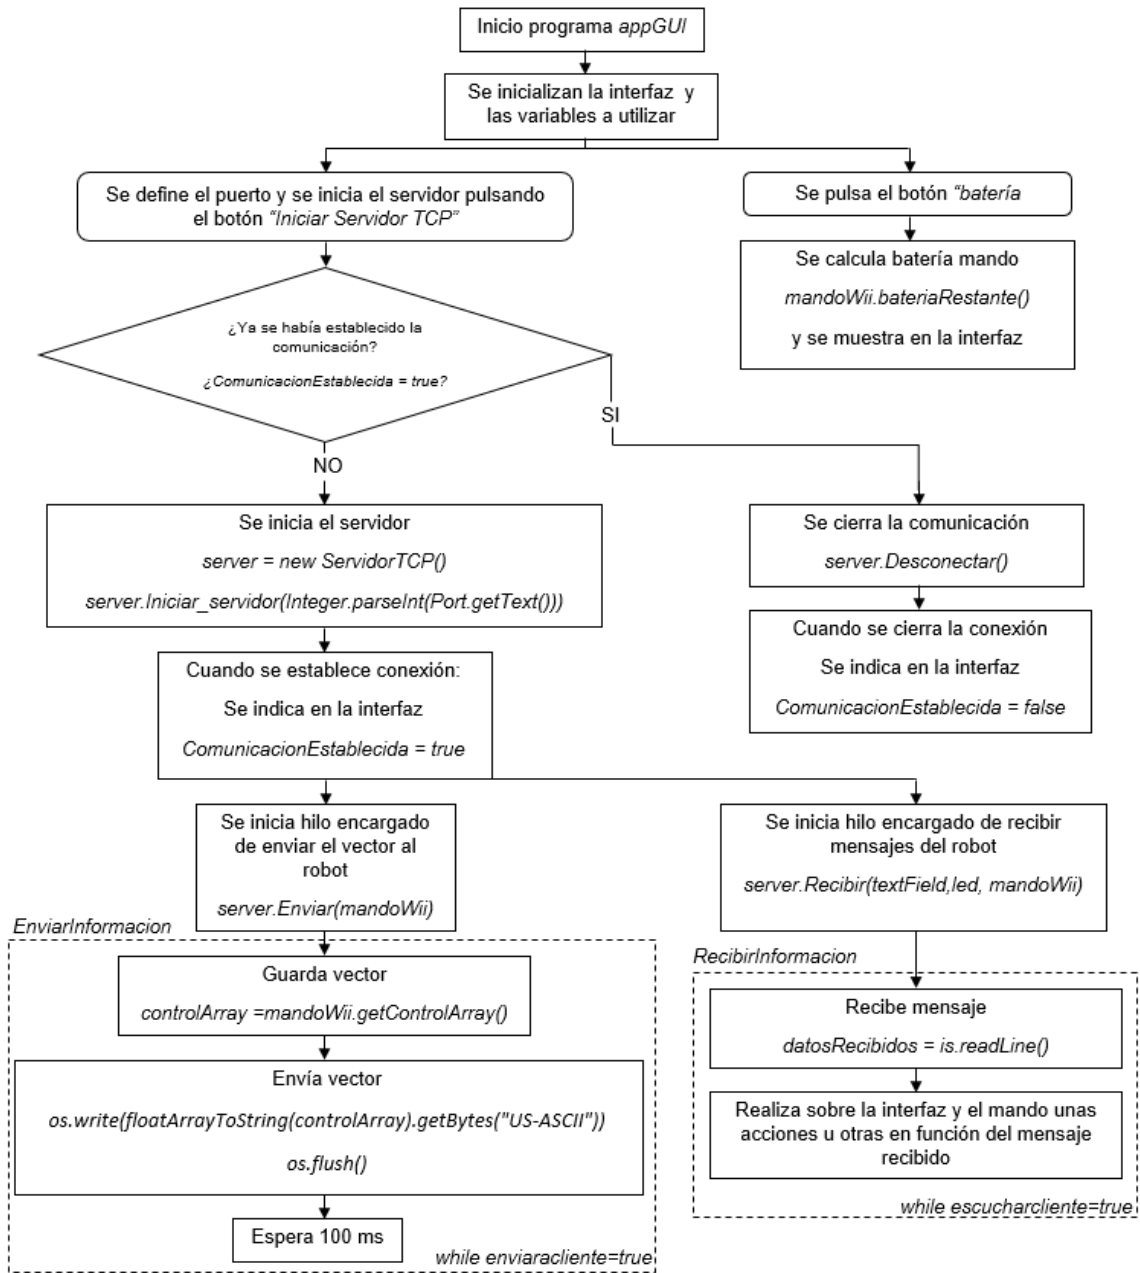 Inicio programa appGUI
Se inicializan la interfaz y
las variables a utilizar
Se define el puerto y se inicia el servidor pulsando
el botón “Iniciar Servidor TCP”
Se pulsa el botón “batería
Se calcula batería mando
mandoWii.bateriaRestante()
y se muestra en la interfaz
¿Ya se había establecido la
comunicación?
¿ComunicacionEstablecida = true?
SI
NO
Se inicia el servidor
server = new ServidorTCP()
server.Iniciar_servidor(Integer.parseInt(Port.getText()))
Se cierra la comunicación
server.Desconectar()
Cuando se cierra la conexión
Se indica en la interfaz
ComunicacionEstablecida = false
Cuando se establece conexión:
Se indica en la interfaz
ComunicacionEstablecida = true
Se inicia hilo encargado
de enviar el vector al
robot
server.Enviar(mandoWii)
Se inicia hilo encargado de recibir
mensajes del robot
server.Recibir(textField,led, mandoWii)
EnviarInformacion
Guarda vector
controlArray =mandoWii.getControlArray()
Envía vector
os.write(floatArrayToString(controlArray).getBytes("US-ASCII"))
os.flush()
Espera 100 ms
while enviaracliente=true
RecibirInformacion
Recibe mensaje
datosRecibidos = is.readLine()
Realiza sobre la interfaz y el mando unas
acciones u otras en función del mensaje
recibido
while escucharcliente=true